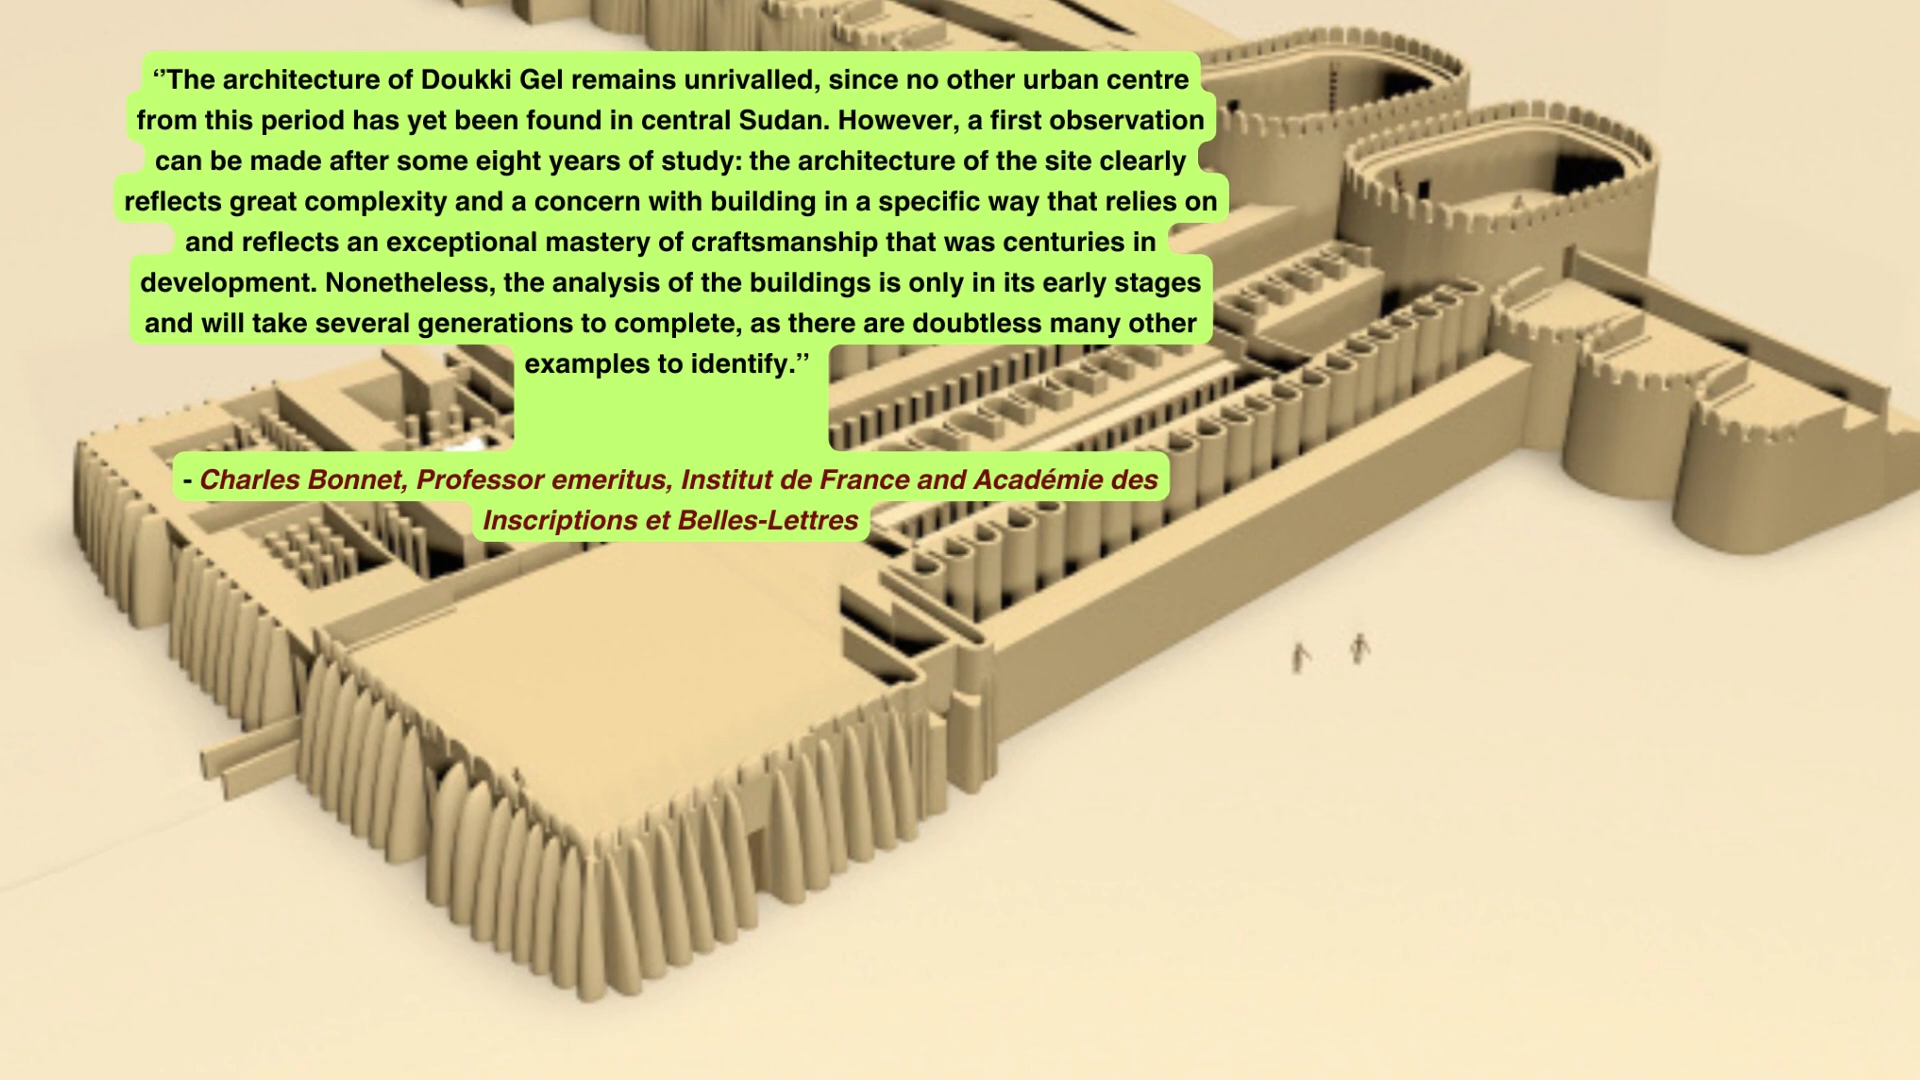 ‘’The architecture of Doukki Gel remains unrivalled, since no other urban centre
from this period has yet been found in central Sudan. However, a first observation
can be made after some eight years of study: the architecture of the site clearly
reflects great complexity and a concern with building in a specific way that relies on
and reflects an exceptional mastery of craftsmanship that was centuries in
development. Nonetheless, the analysis of the buildings is only in its early stages
and will take several generations to complete, as there are doubtless many other
examples to identify.’’
- Charles Bonnet, Professor emeritus, Institut de France and Académie des
Inscriptions et Belles-Lettres